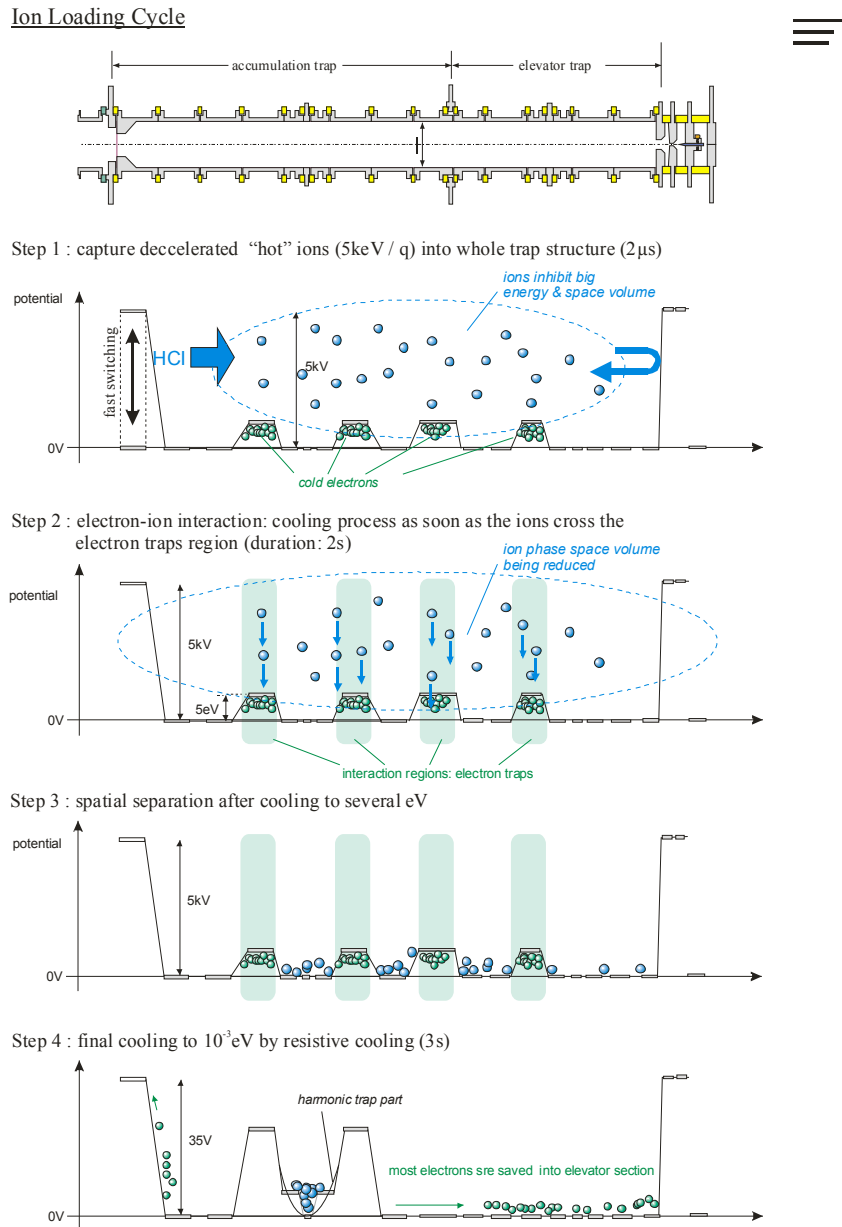 Ion Loading Cycle
accumulation trap
elevator trap
Step 1 : capture deccelerated "hot" ions (5keV / q) into whole trap structure (2µs)
potential
ions inhibit big
energy & space volume
fast switching
HCI
5kV
0V
cold electrons
Step 2 : electron-ion interaction: cooling process as soon as the ions cross the
electron traps region (duration: 2s)
ion phase space volume
being reduced
potential
5kV
5eV
0V
interaction regions: electron traps
Step 3 : spatial separation after cooling to several eV
potential
5kV
0V
Step 4 : final cooling to 10⁻³eV by resistive cooling (3s)
harmonic trap part
35V
most electrons sre saved into elevator section
0V